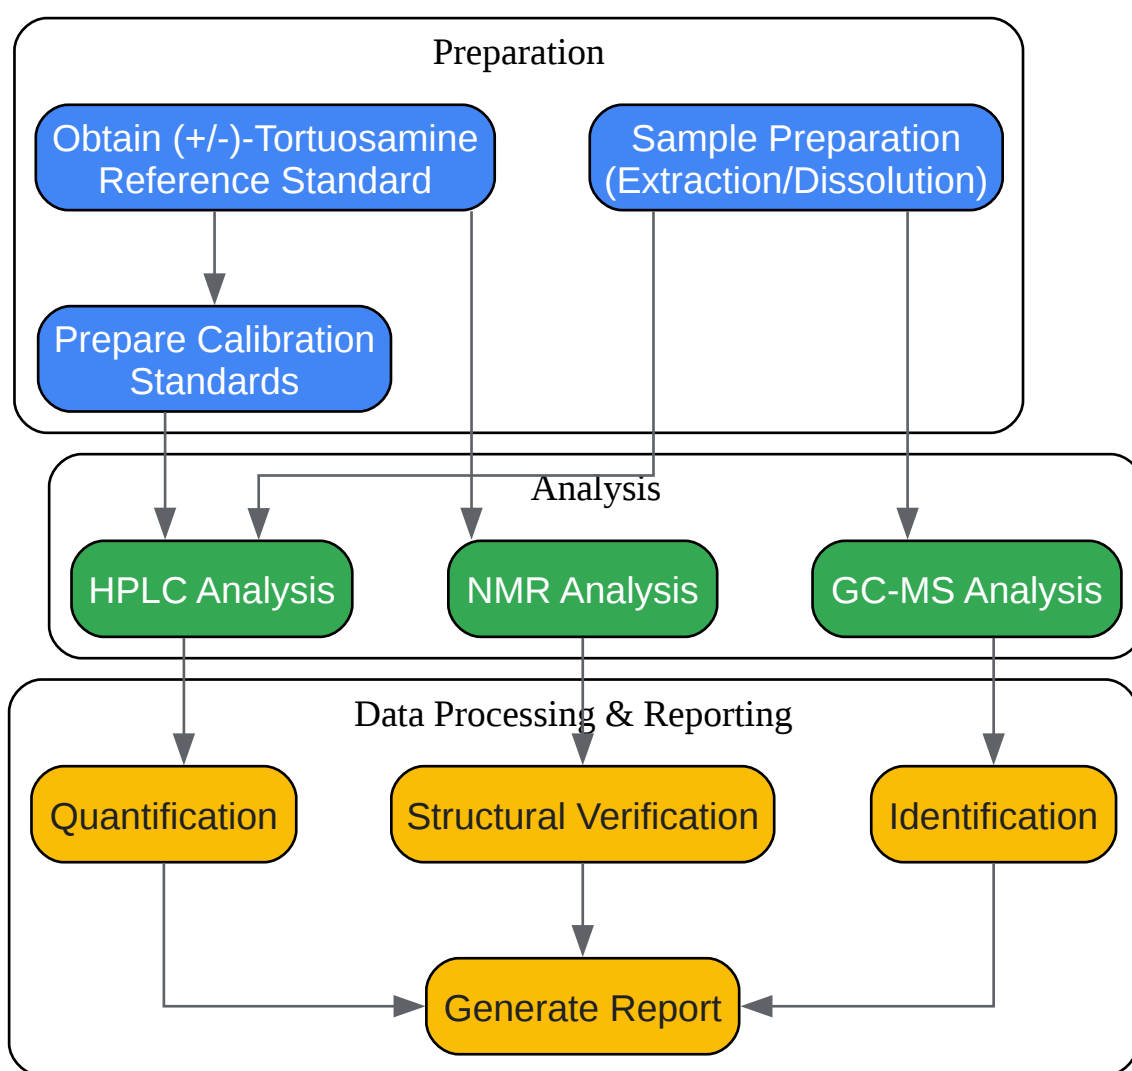 Preparation
Obtain (+/-)-Tortuosamine
Reference Standard
Sample Preparation
(Extraction/Dissolution)
Prepare Calibration
Standards
Analysis
HPLC Analysis
NMR Analysis
GC-MS Analysis
Data Processing & Reporting
Quantification
Structural Verification
Identification
Generate Report